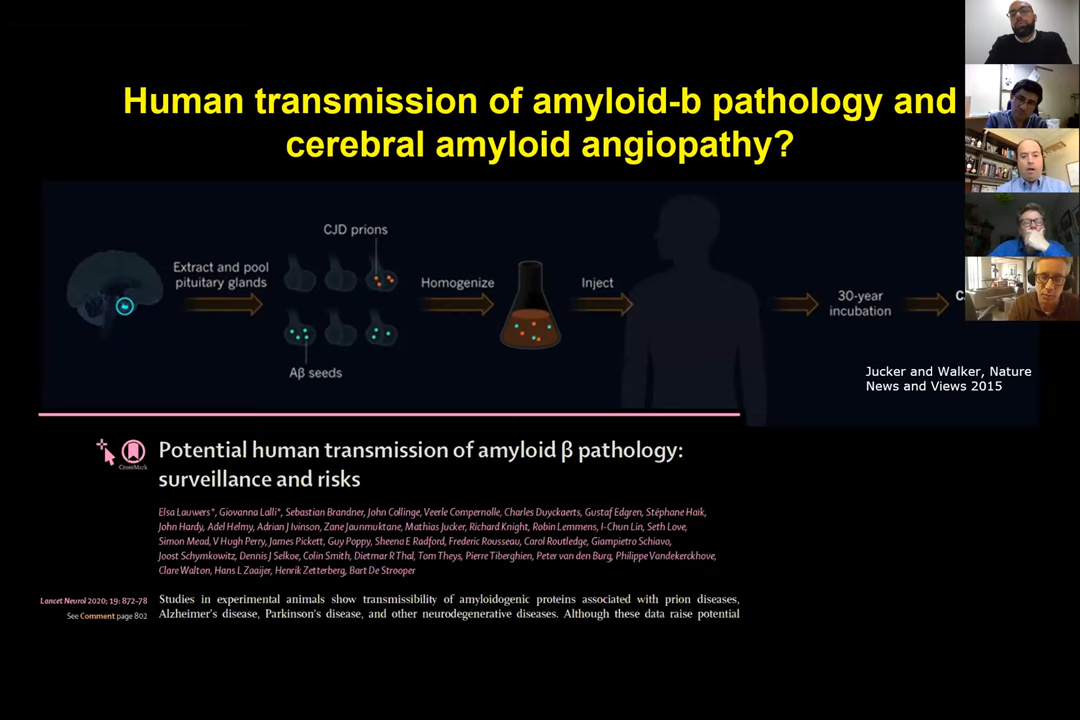 Human transmission of amyloid-b pathology and
cerebral amyloid angiopathy?
CJD prions
Extract and pool
pituitary glands
Homogenize
Inject
30-year
incubation
Aβ seeds
Jucker and Walker, Nature
News and Views 2015
CrossMark
Potential human transmission of amyloid β pathology:
surveillance and risks
Elsa Lauwers*, Giovanna Lalli*, Sebastian Brandner, John Collinge, Veerle Compernolle, Charles Duyckaerts, Gustaf Edgren, Stéphane Haïk,
John Hardy, Adel Helmy, Adrian J Ivinson, Zane Jaunmuktane, Mathias Jucker, Richard Knight, Robin Lemmens, I-Chun Lin, Seth Love,
Simon Mead, V Hugh Perry, James Pickett, Guy Poppy, Sheena E Radford, Frederic Rousseau, Carol Routledge, Giampietro Schiavo,
Joost Schymkowitz, Dennis J Selkoe, Colin Smith, Dietmar R Thal, Tom Theys, Pierre Tiberghien, Peter van den Burg, Philippe Vandekerckhove,
Clare Walton, Hans L Zaaijer, Henrik Zetterberg, Bart De Strooper
Lancet Neurol 2020; 19: 872–78
See Comment page 802
Studies in experimental animals show transmissibility of amyloidogenic proteins associated with prion diseases,
Alzheimer's disease, Parkinson's disease, and other neurodegenerative diseases. Although these data raise potential